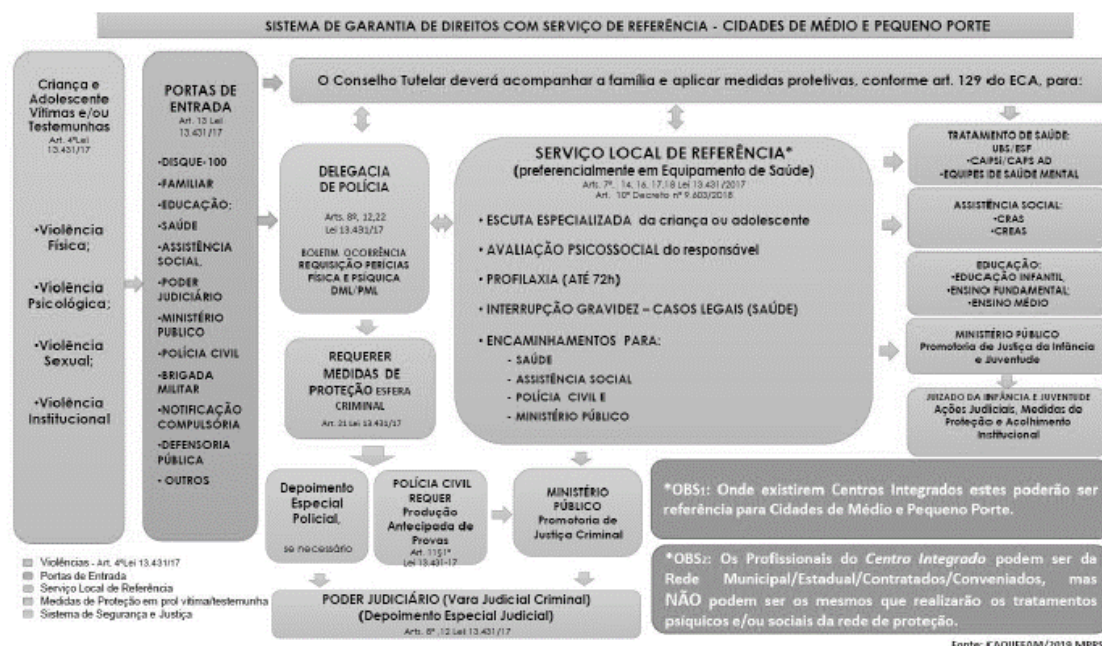 SISTEMA DE GARANTIA DE DIREITOS COM SERVIÇO DE REFERÊNCIA - CIDADES DE MÉDIO E PEQUENO PORTE
Criança e
Adolescente
Vítimas e/ou
Testemunhas
Art. 4ºLei
13.431/17
•Violência
Física;
•Violência
Psicológica;
•Violência
Sexual;
•Violência
Institucional
PORTAS DE
ENTRADA
Art. 13 Lei
13.431/17
•DISQUE-100
•FAMILIAR
•EDUCAÇÃO;
•SAÚDE
•ASSISTÊNCIA
SOCIAL,
•PODER
JUDICIÁRIO
•MINISTÉRIO
PUBLICO
•POLÍCIA CIVIL
•BRIGADA
MILITAR
•NOTIFICAÇÃO
COMPULSÓRIA
•DEFENSORIA
PÚBLICA
• OUTROS
O Conselho Tutelar deverá acompanhar a família e aplicar medidas protetivas, conforme art. 129 do ECA, para:
DELEGACIA
DE POLÍCIA
Arts. 8º, 12,22
Lei 13.431/17
BOLETIM OCORRÊNCIA
REQUISIÇÃO PERÍCIAS
FÍSICA E PSÍQUICA
DML/PML
REQUERER
MEDIDAS DE
PROTEÇÃO ESFERA
CRIMINAL
Art. 21 Lei 13.431/17
Depoimento
Especial
Policial,
se necessário
POLÍCIA CIVIL
REQUER
Produção
Antecipada de
Provas
Art. 11§1º
Lei 13.431-17
SERVIÇO LOCAL DE REFERÊNCIA*
(preferencialmente em Equipamento de Saúde)
Arts. 7º, 14, 16, 17,18 Lei 13.431/2017
Art. 10º Decreto nº 9.603/2018
• ESCUTA ESPECIALIZADA da criança ou adolescente
• AVALIAÇÃO PSICOSSOCIAL do responsável
• PROFILAXIA (ATÉ 72h)
• INTERRUPÇÃO GRAVIDEZ – CASOS LEGAIS (SAÚDE)
• ENCAMINHAMENTOS PARA:
- SAÚDE
- ASSISTÊNCIA SOCIAL
- POLÍCIA CIVIL E
- MINISTÉRIO PÚBLICO
MINISTÉRIO
PÚBLICO
Promotoria de
Justiça Criminal
PODER JUDICIÁRIO (Vara Judicial Criminal)
(Depoimento Especial Judicial)
Arts. 8º ,12 Lei 13.431/17
TRATAMENTO DE SAÚDE:
UBS/ESF
•CAPSi/CAPS AD
•EQUIPES DE SAÚDE MENTAL
ASSISTÊNCIA SOCIAL:
•CRAS
•CREAS
EDUCAÇÃO:
•EDUCAÇÃO INFANTIL
•ENSINO FUNDAMENTAL;
•ENSINO MÉDIO
MINISTÉRIO PÚBLICO
Promotoria de Justiça da Infância
e Juventude
JUIZADO DA INFÂNCIA E JUVENTUDE
Ações Judiciais, Medidas de
Proteção e Acolhimento
Institucional
*OBS1: Onde existirem Centros Integrados estes poderão ser
referência para Cidades de Médio e Pequeno Porte.
*OBS2: Os Profissionais do Centro Integrado podem ser da
Rede Municipal/Estadual/Contratados/Conveniados, mas
NÃO podem ser os mesmos que realizarão os tratamentos
psíquicos e/ou sociais da rede de proteção.
Violências - Art. 4ºLei 13.431/17
Portas de Entrada
Serviço Local de Referência
Medidas de Proteção em prol vítima/testemunha
Sistema de Segurança e Justiça
Fonte: CAOIJEFAM/2019 MPRS